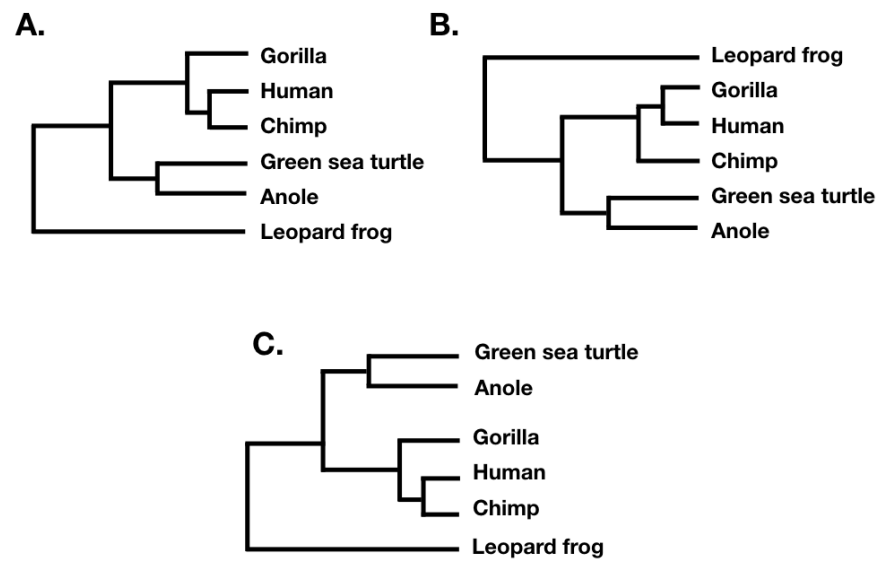 A.
Gorilla
Human
Chimp
Green sea turtle
Anole
Leopard frog
B.
Leopard frog
Gorilla
Human
Chimp
Green sea turtle
Anole
C.
Green sea turtle
Anole
Gorilla
Human
Chimp
Leopard frog